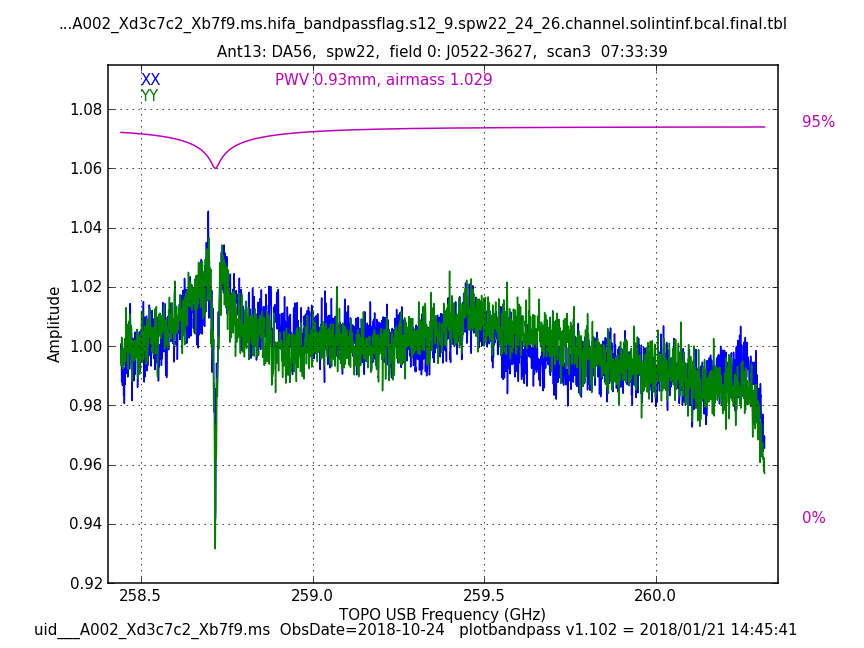 ...A002_Xd3c7c2_Xb7f9.ms.hifa_bandpassflag.s12_9.spw22_24_26.channel.solintinf.bcal.final.tbl
Ant13: DA56, spw22, field 0: J0522-3627, scan3 07:33:39
XX PWV 0.93mm, airmass 1.029
YY
1.08
95%
1.06
1.04
1.02
1.00
0.98
0.96
0.94
0%
0.92
Amplitude
258.5 259.0 259.5 260.0
TOPO USB Frequency (GHz)
uid___A002_Xd3c7c2_Xb7f9.ms ObsDate=2018-10-24 plotbandpass v1.102 = 2018/01/21 14:45:41